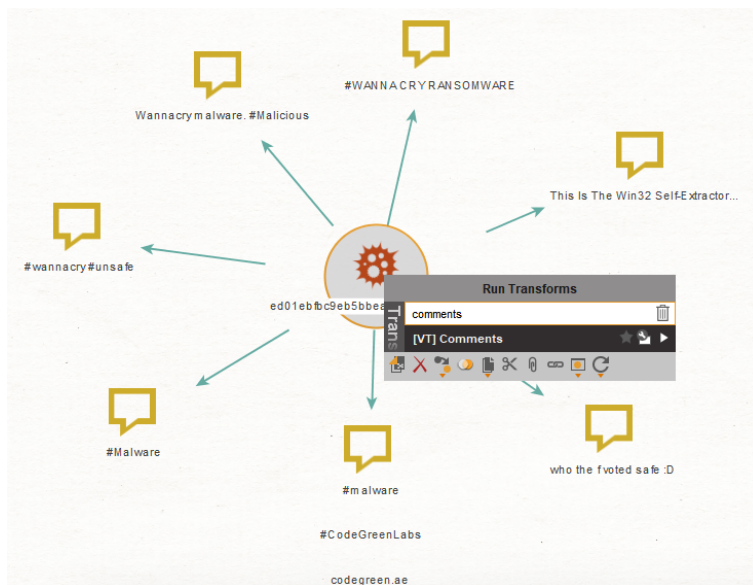 #WANNACRYRANSOMWARE
Wannacry malware. #Malicious
This Is The Win32 Self-Extractor...
#wannacry#unsafe
ed01ebfbc9eb5bbea
Run Transforms
Trans
comments
[VT] Comments
#Malware
who the f voted safe :D
#malware
#CodeGreenLabs
codegreen.ae